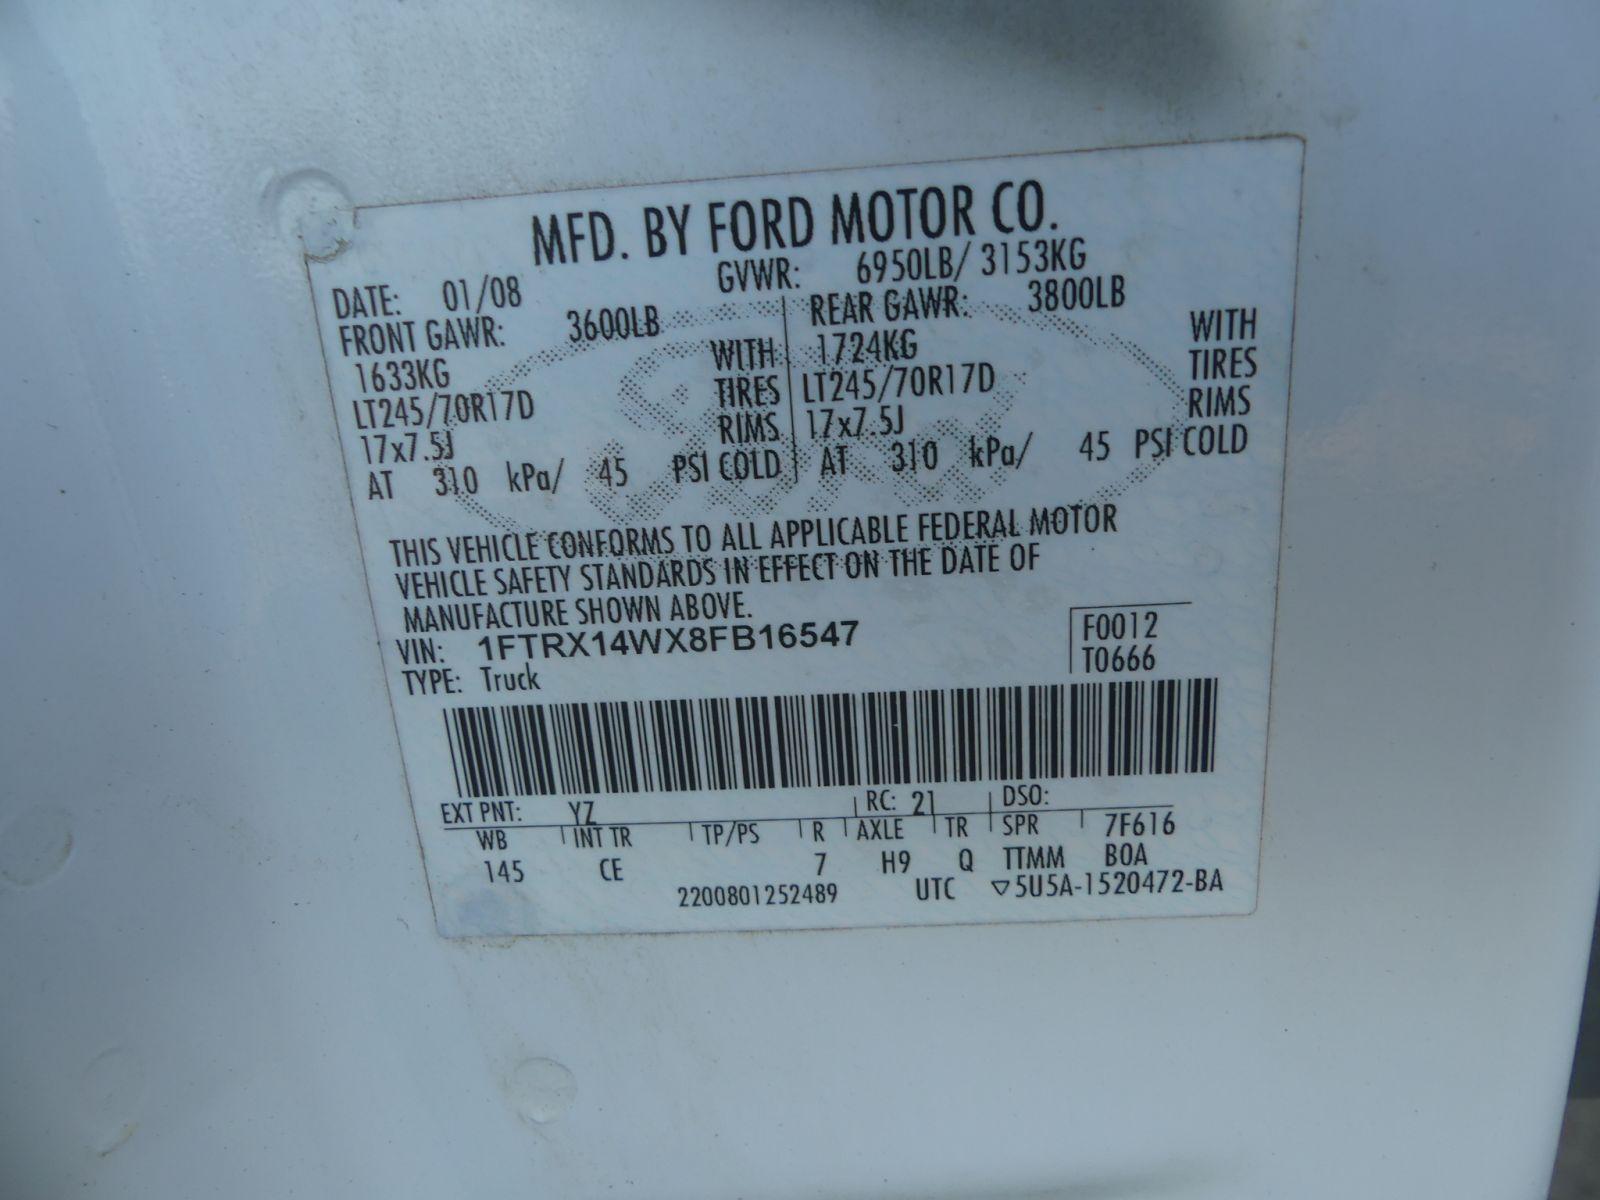 MFD. BY FORD MOTOR CO.
DATE: 01/08 GVWR: 6950LB/ 3153KG
FRONT GAWR: 3600LB REAR GAWR: 3800LB
1633KG WITH 1724KG WITH
LT245/70R17D TIRES LT245/70R17D TIRES
17x7.5J RIMS 17x7.5J RIMS
AT 310 kPa/ 45 PSI COLD AT 310 kPa/ 45 PSI COLD
THIS VEHICLE CONFORMS TO ALL APPLICABLE FEDERAL MOTOR
VEHICLE SAFETY STANDARDS IN EFFECT ON THE DATE OF
MANUFACTURE SHOWN ABOVE.
VIN: 1FTRX14WX8FB16547 F0012
TYPE: Truck T0666
EXT PNT: YZ RC: 21 DSO:
WB INT TR TP/PS R AXLE TR SPR 7F616
145 CE 7 H9 Q TTMM BOA
2200801252489 UTC ▽5U5A-1520472-BA
Ford